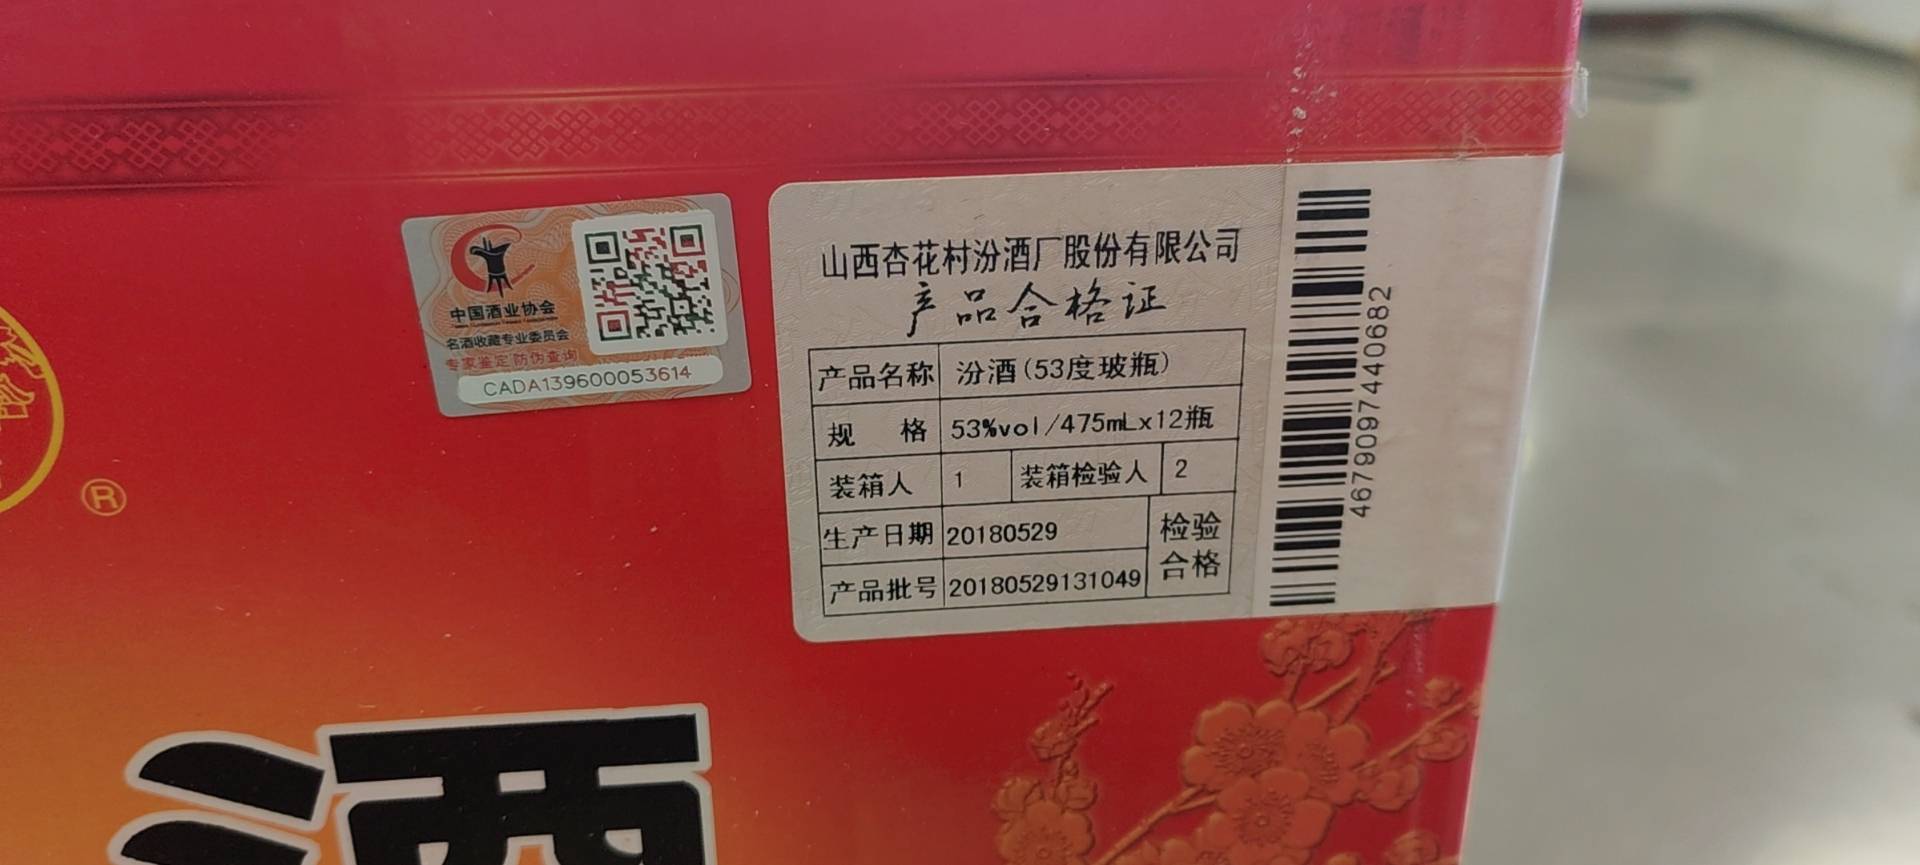 中国酒业协会
名酒收藏专业委员会
专家鉴定 防伪查询
CADA139600053614
®
山西杏花村汾酒厂股份有限公司
产品合格证
产品名称 汾酒(53度玻瓶)
规 格 53%vol/475mLx12瓶
装箱人 1 装箱检验人 2
生产日期 20180529 检验
合格
产品批号 20180529131049
467909744068​2
酒